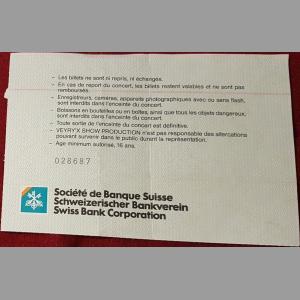 - Les billets ne sont ni repris, ni échangés.
- En cas de report du concert, les billets restent valables et ne sont pas
remboursés.
- Enregistreurs, caméras, appareils photographiques avec ou sans flash,
sont interdits dans l'enceinte du concert.
- Boissons en bouteilles ou en boîtes, ainsi que tous les objets dangereux,
sont interdits dans l'enceinte du concert.
- Toute sortie de l'enceinte du concert est définitive.
- VEYRY'X SHOW PRODUCTION n'est pas responsable des altercations
pouvant survenir dans le public durant la représentation.
- Age minimum autorisé, 16 ans.
028687
Société de Banque Suisse
Schweizerischer Bankverein
Swiss Bank Corporation